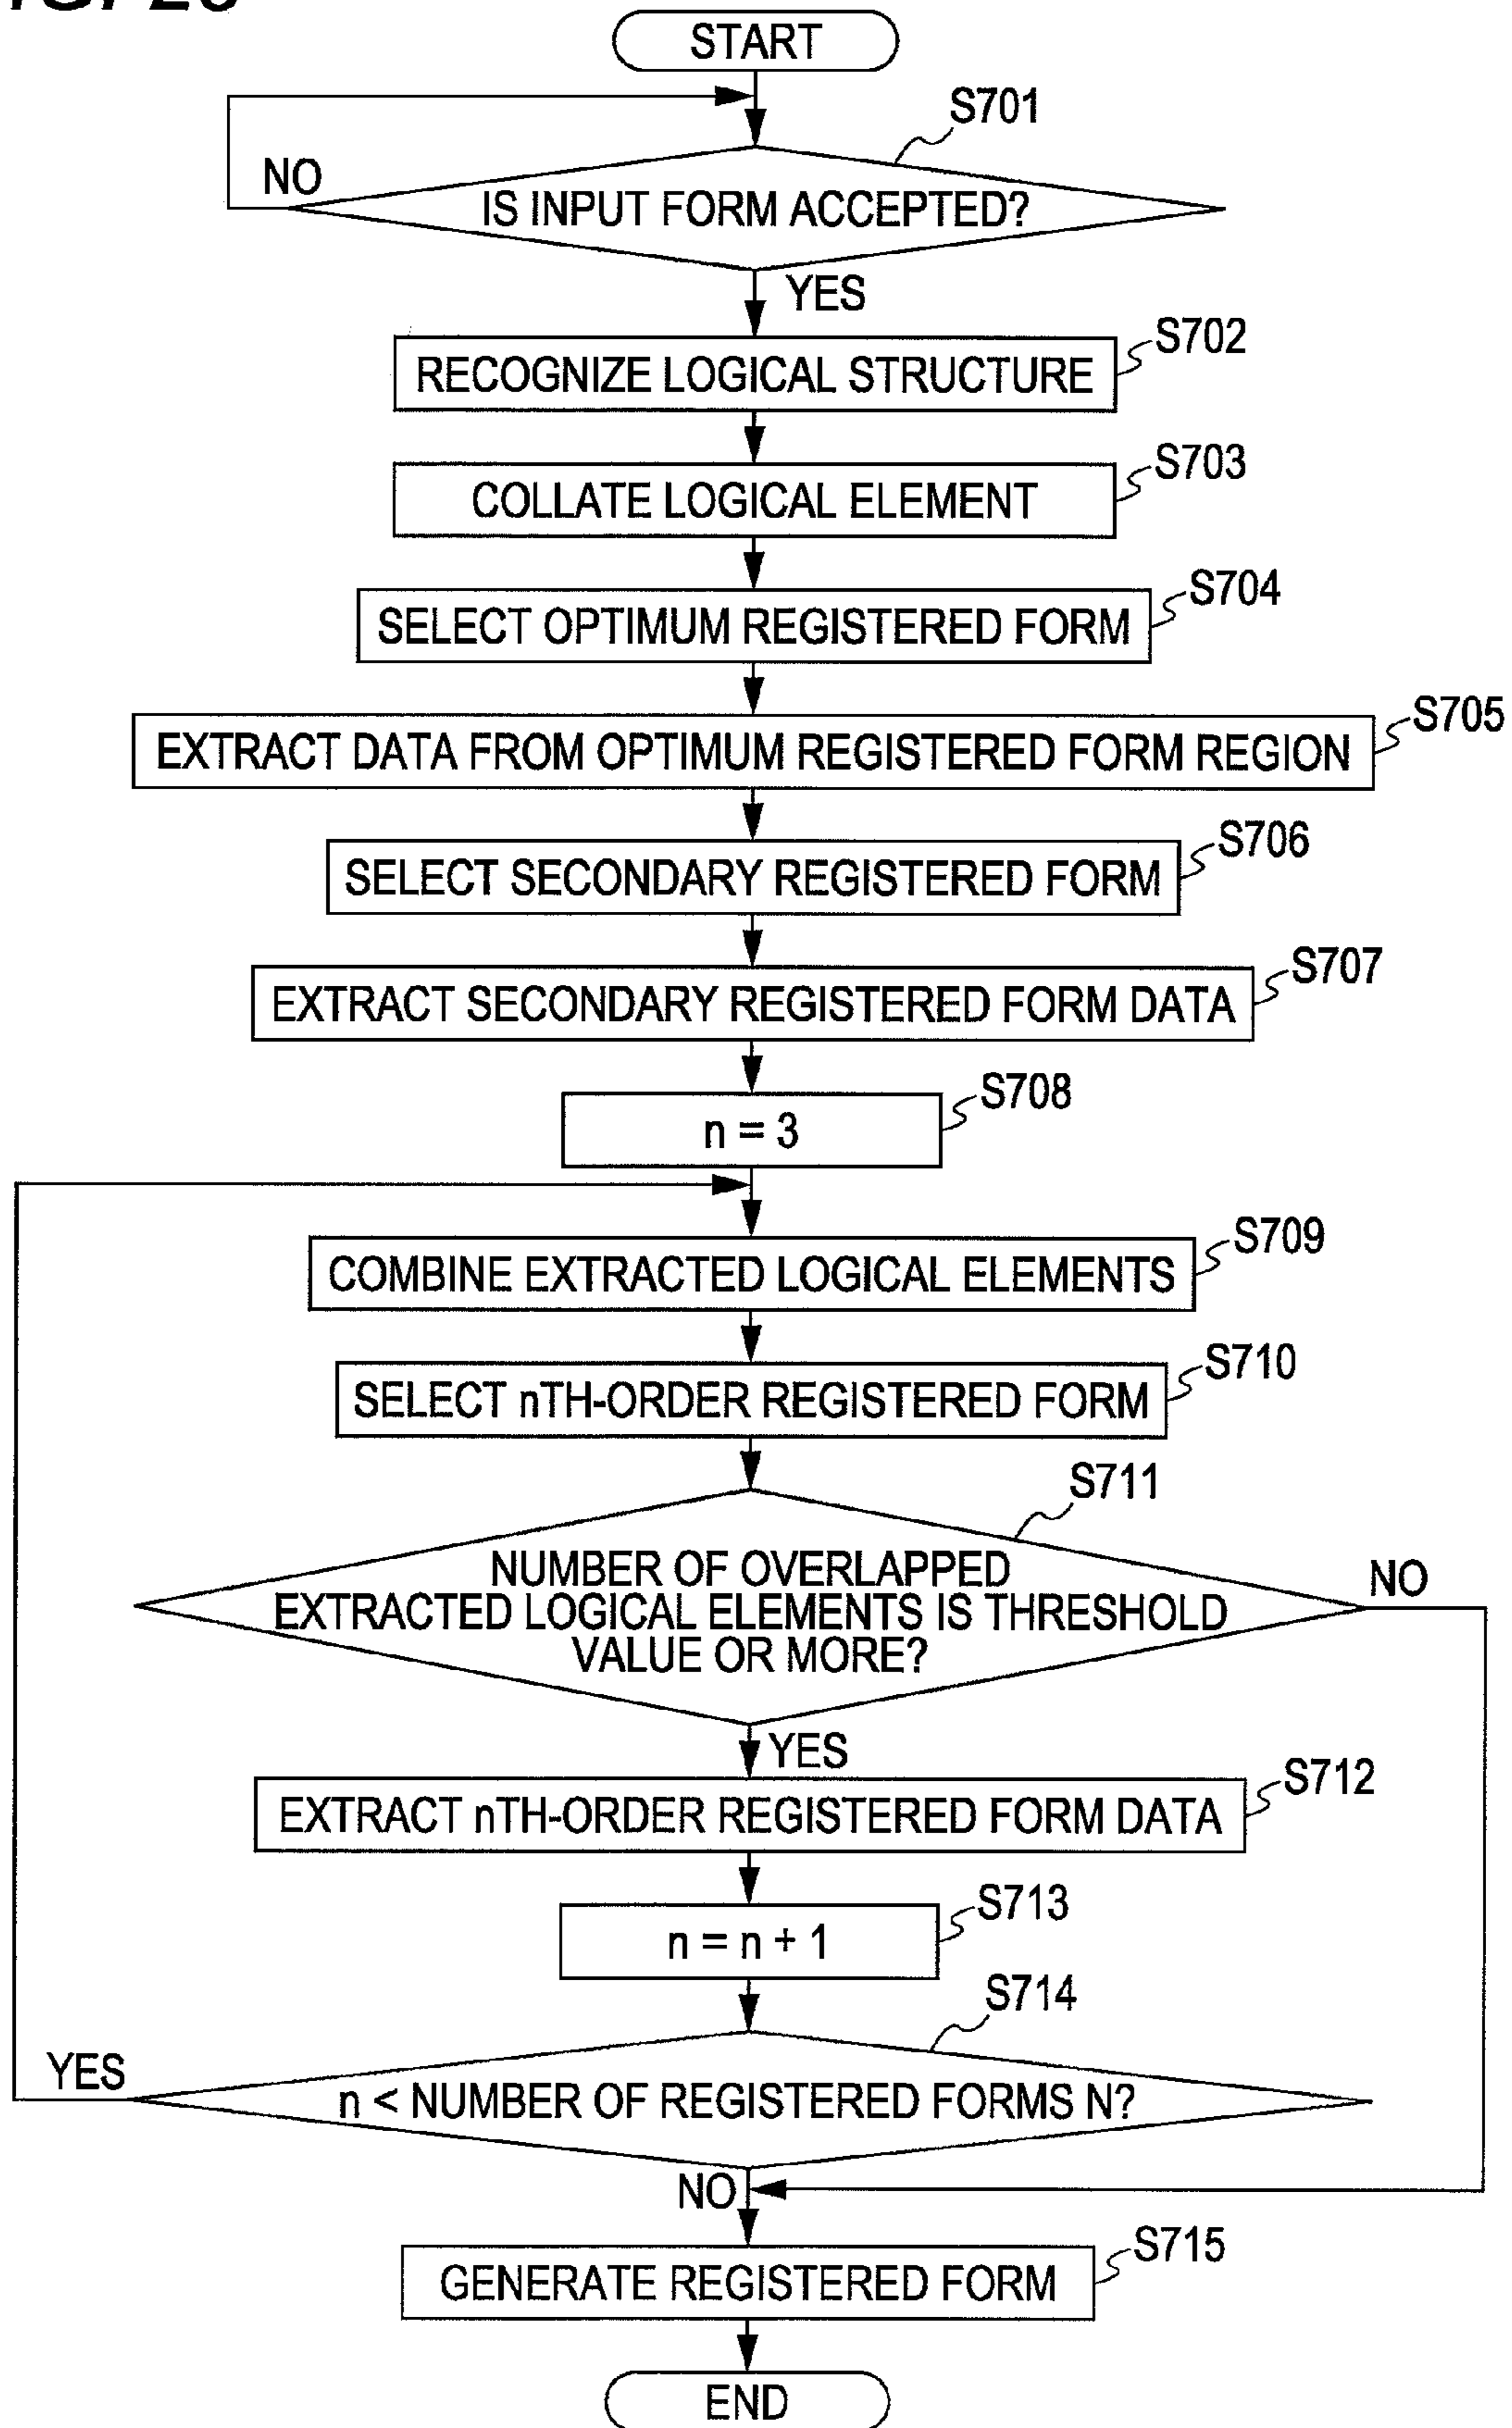 START
S701
NO
IS INPUT FORM ACCEPTED?
YES
S702
RECOGNIZE LOGICAL STRUCTURE
S703
COLLATE LOGICAL ELEMENT
S704
SELECT OPTIMUM REGISTERED FORM
S705
EXTRACT DATA FROM OPTIMUM REGISTERED FORM REGION
S706
SELECT SECONDARY REGISTERED FORM
S707
EXTRACT SECONDARY REGISTERED FORM DATA
S708
n = 3
S709
COMBINE EXTRACTED LOGICAL ELEMENTS
S710
SELECT nTH-ORDER REGISTERED FORM
S711
NUMBER OF OVERLAPPED
EXTRACTED LOGICAL ELEMENTS IS THRESHOLD
VALUE OR MORE?
NO
YES
S712
EXTRACT nTH-ORDER REGISTERED FORM DATA
S713
n = n + 1
S714
YES
n < NUMBER OF REGISTERED FORMS N?
NO
S715
GENERATE REGISTERED FORM
END